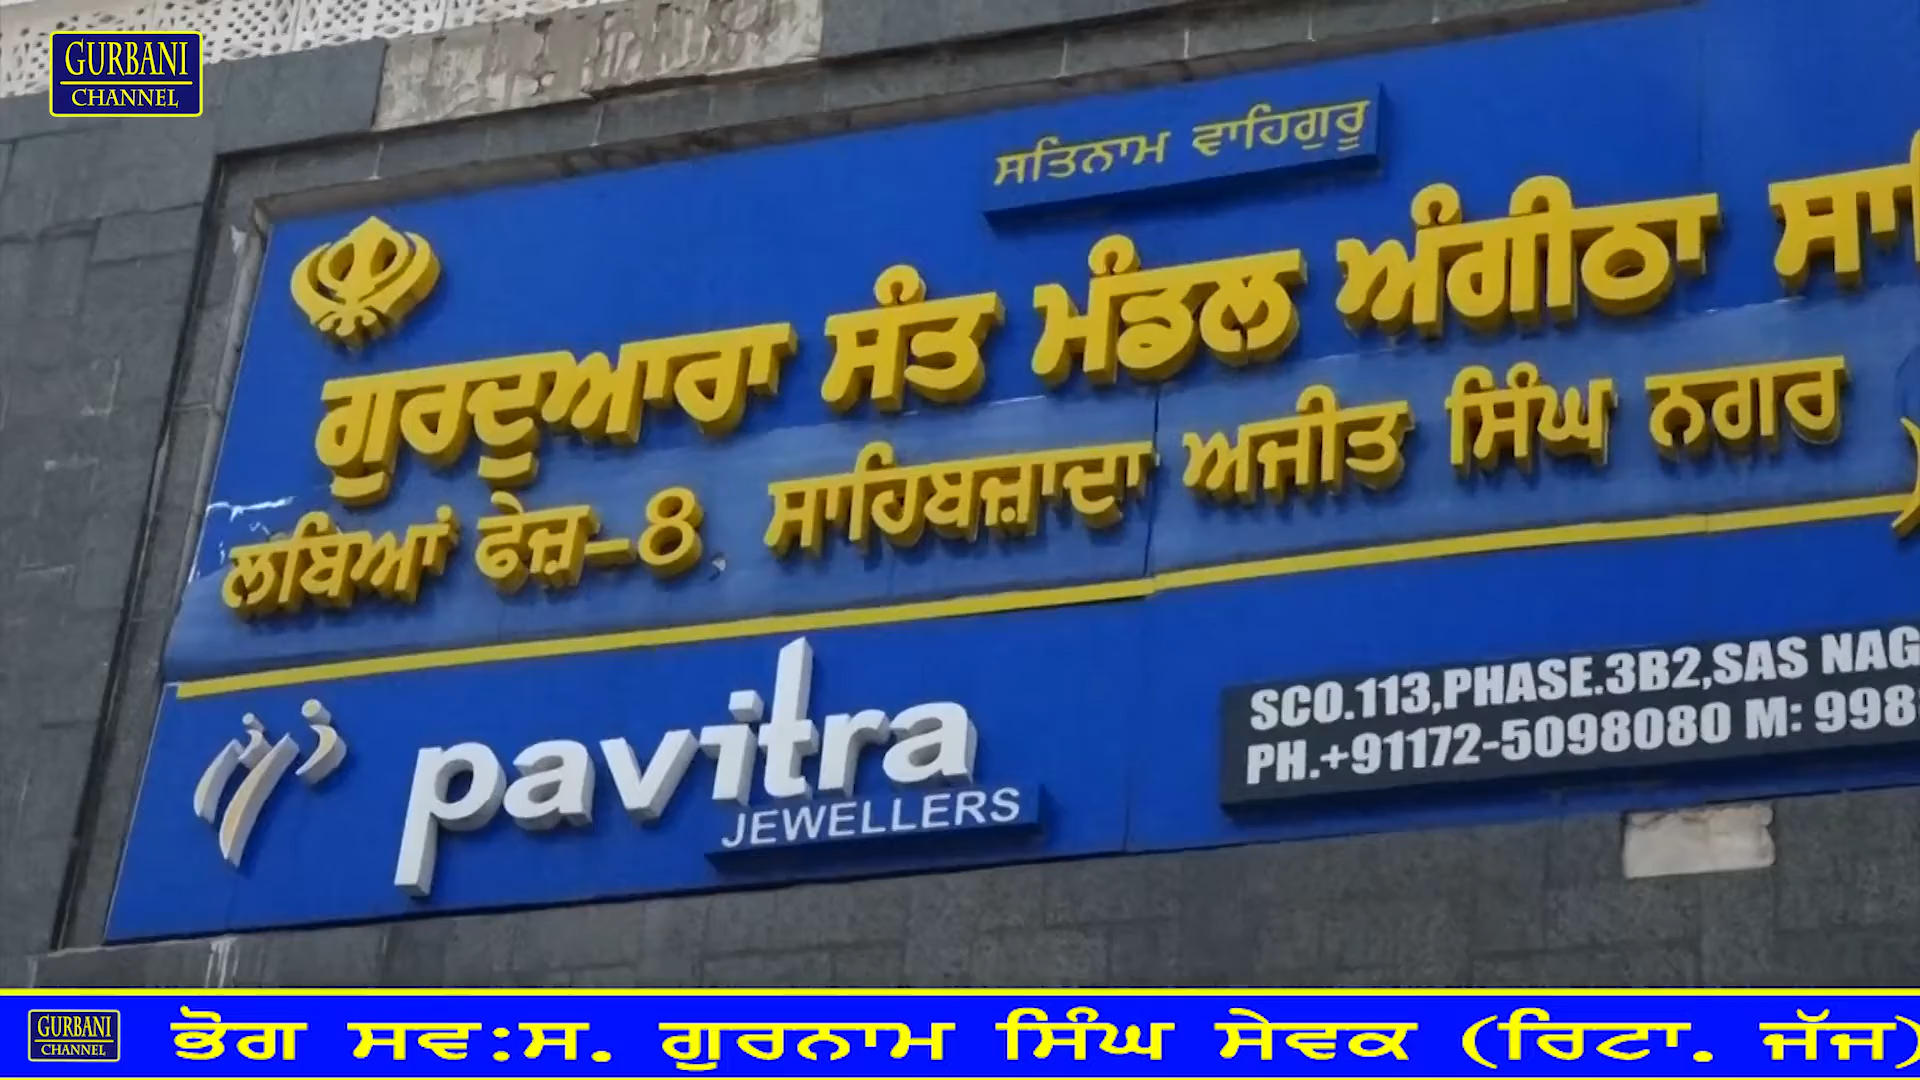 GURBANI
CHANNEL
ਸਤਿਨਾਮ ਵਾਹਿਗੁਰੂ
ਗੁਰਦੁਆਰਾ ਸੰਤ ਮੰਡਲ ਅੰਗੀਠਾ
ਲੰਬਿਆਂ ਫੇਜ਼-8 ਸਾਹਿਬਜ਼ਾਦਾ ਅਜੀਤ ਸਿੰਘ ਨਗਰ
pavitra
JEWELLERS
SCO.113,PHASE.3B2,SAS
PH.+91172-5098080 M:
GURBANI
CHANNEL
ਭੋਗ ਸਵ:ਸ. ਗੁਰਨਾਮ ਸਿੰਘ ਸੇਵਕ (ਰਿਟਾ. ਜੱਜ)